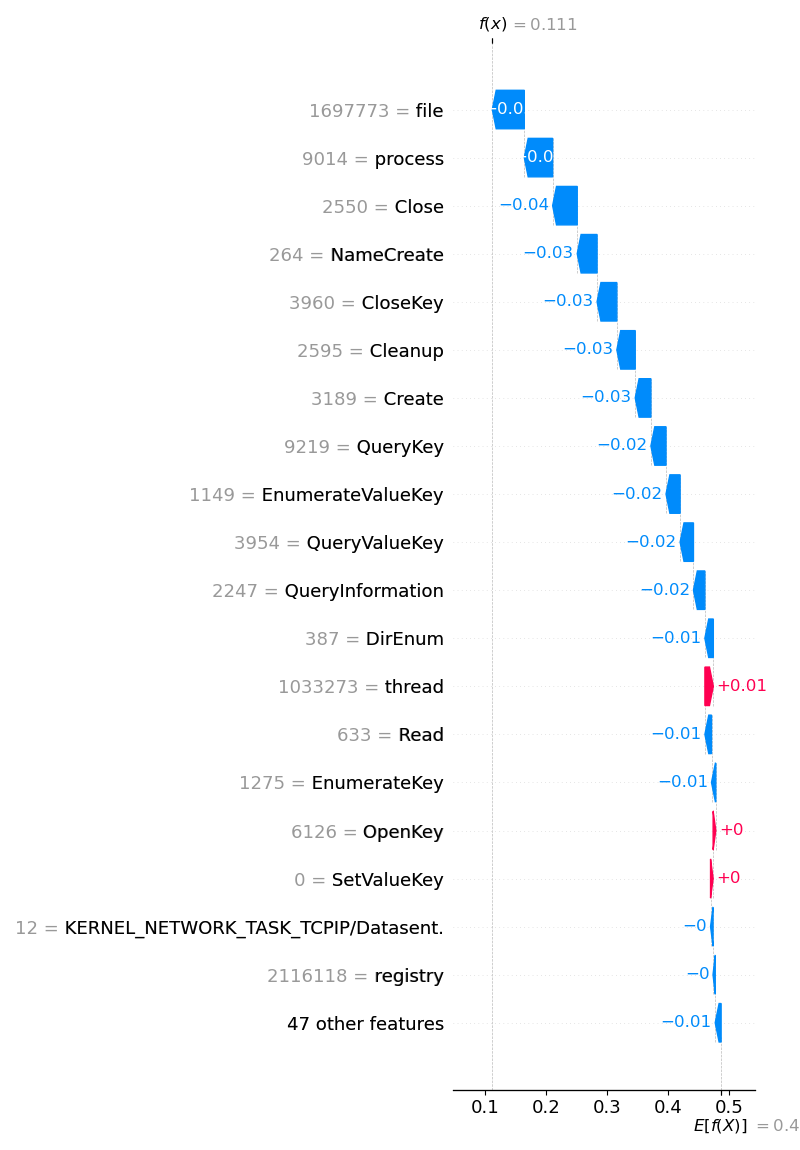 f(x) = 0.111
1697773 = file
−0.0
9014 = process
−0.0
2550 = Close
−0.04
264 = NameCreate
−0.03
3960 = CloseKey
−0.03
2595 = Cleanup
−0.03
3189 = Create
−0.03
9219 = QueryKey
−0.02
1149 = EnumerateValueKey
−0.02
3954 = QueryValueKey
−0.02
2247 = QueryInformation
−0.02
387 = DirEnum
−0.01
1033273 = thread
+0.01
633 = Read
−0.01
1275 = EnumerateKey
−0.01
6126 = OpenKey
+0
0 = SetValueKey
+0
12 = KERNEL_NETWORK_TASK_TCPIP/Datasent.
−0
2116118 = registry
−0
47 other features
−0.01
0.1 0.2 0.3 0.4 0.5
E[f(X)] = 0.4